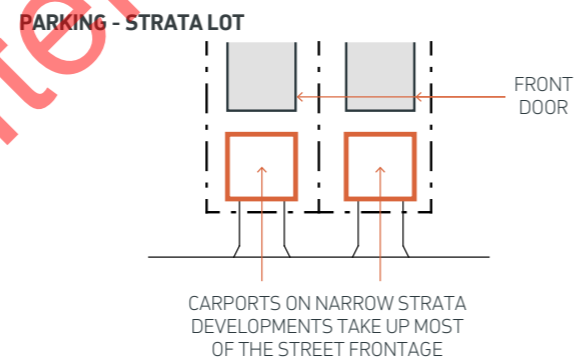 PARKING - STRATA LOT
FRONT
DOOR
CARPORTS ON NARROW STRATA
DEVELOPMENTS TAKE UP MOST
OF THE STREET FRONTAGE